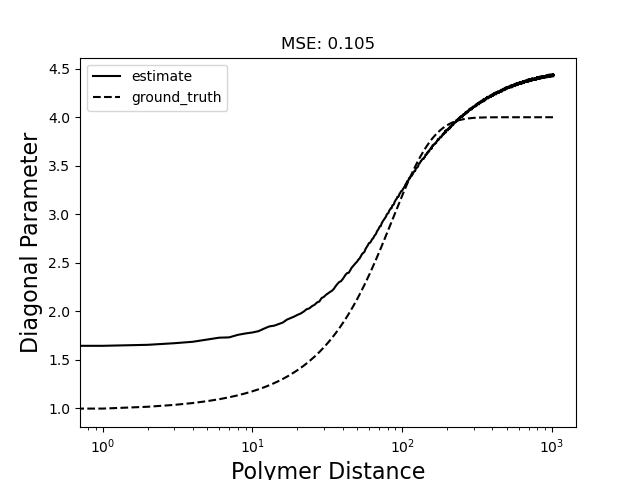 MSE: 0.105
estimate
ground_truth
Diagonal Parameter
4.5
4.0
3.5
3.0
2.5
2.0
1.5
1.0
10⁰
10¹
10²
10³
Polymer Distance